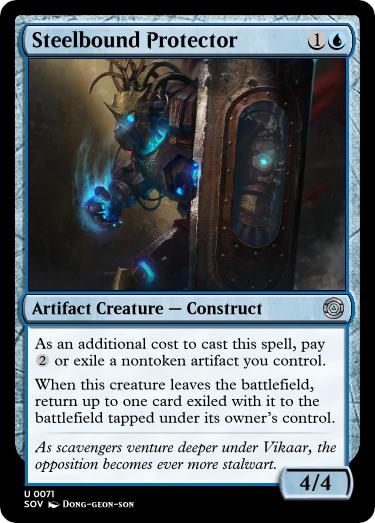 Steelbound Protector 1
Artifact Creature — Construct
As an additional cost to cast this spell, pay
2 or exile a nontoken artifact you control.
When this creature leaves the battlefield,
return up to one card exiled with it to the
battlefield tapped under its owner's control.
As scavengers venture deeper under Vikaar, the
opposition becomes ever more stalwart.
4/4
U 0071
SOV Dong-geon-son